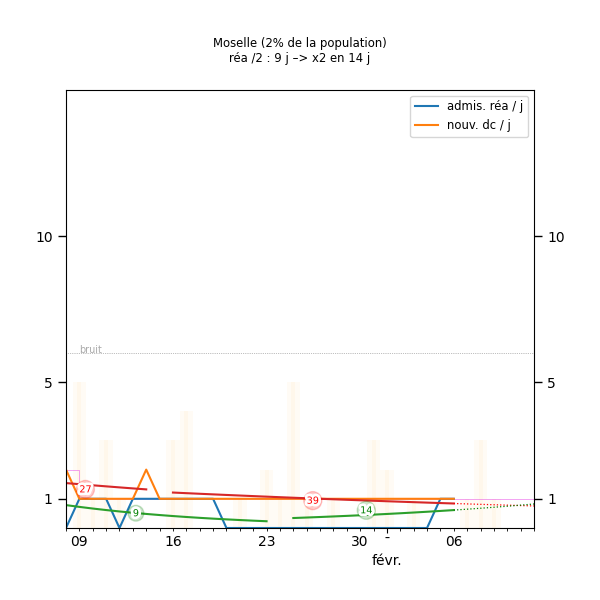 Moselle (2% de la population)
réa /2 : 9 j –> x2 en 14 j
admis. réa / j
nouv. dc / j
10 10
bruit
5 5
27
39
14
9
1 1
09 16 23 30 - 06
févr.